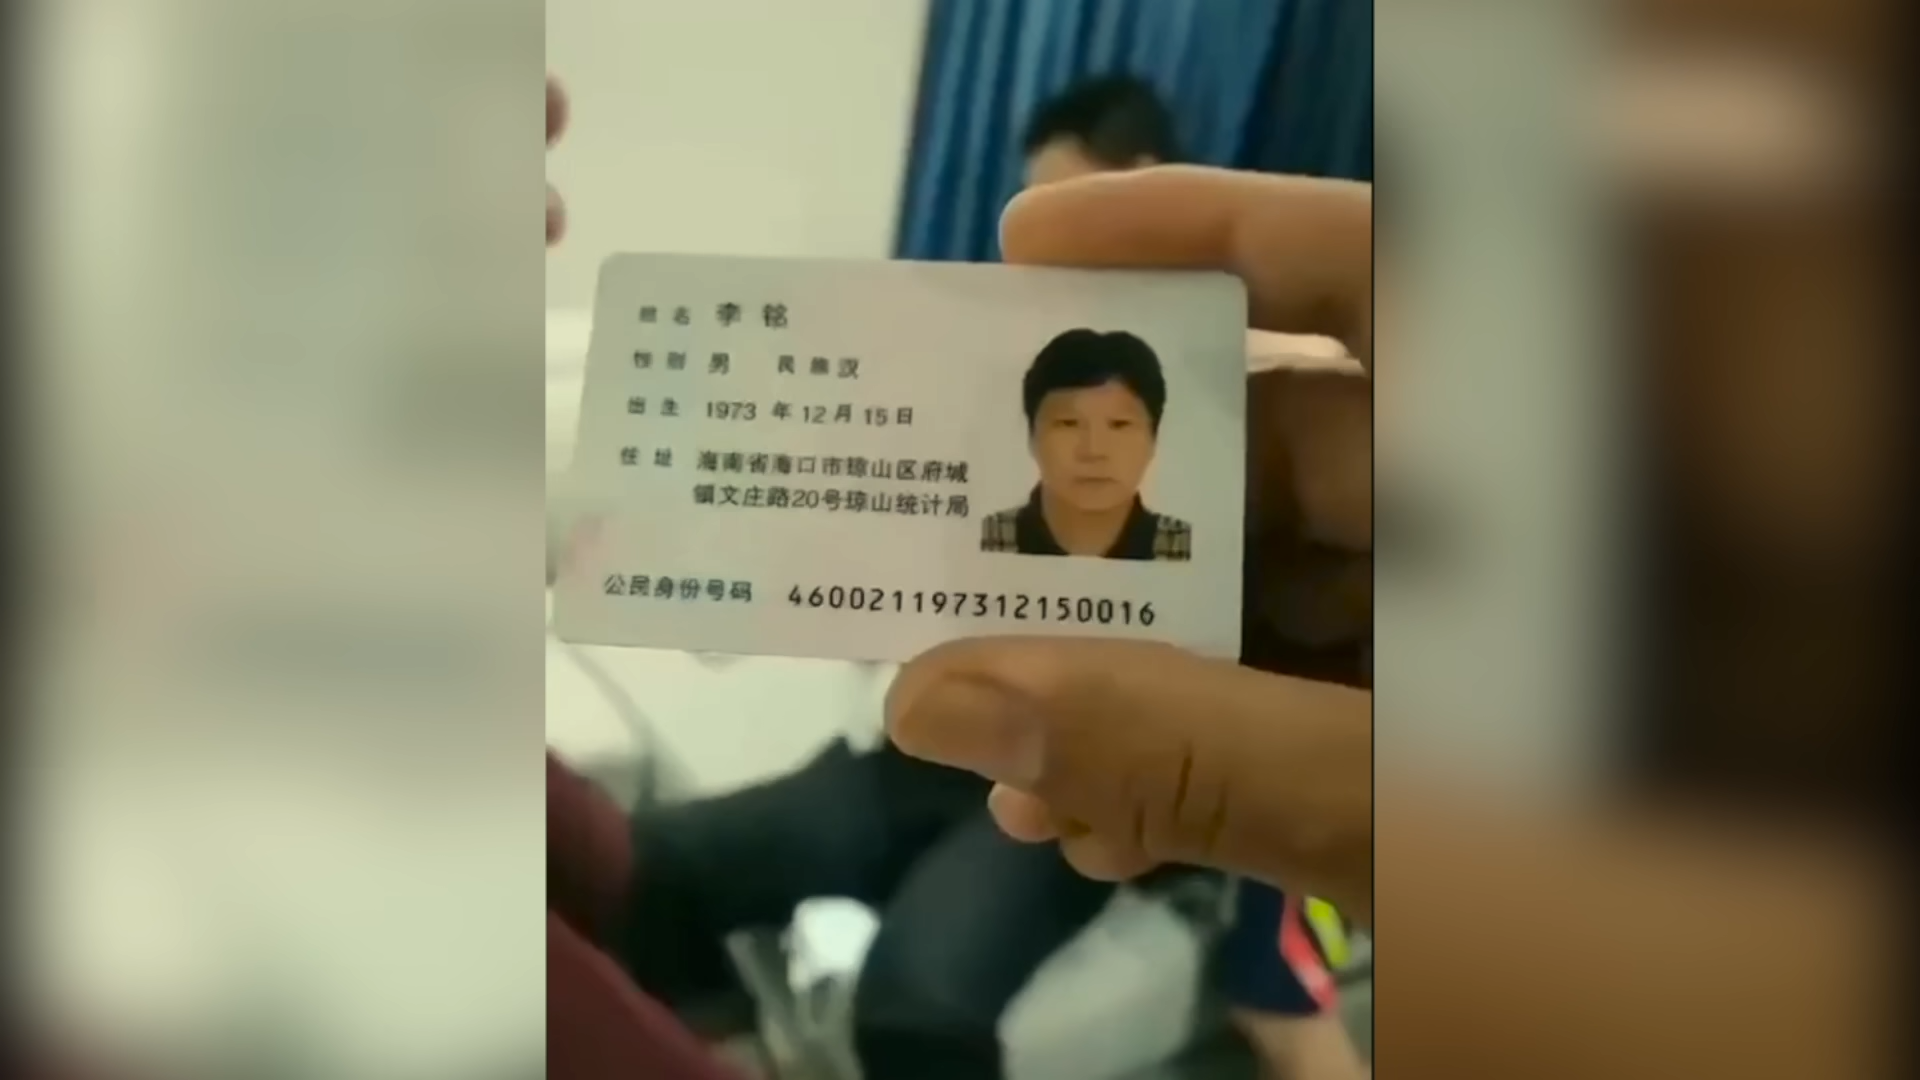 姓名 李铭
性别 男 民族 汉
出生 1973 年 12 月 15 日
住址 海南省海口市琼山区府城
镇文庄路20号琼山统计局
公民身份号码 460021197312150016